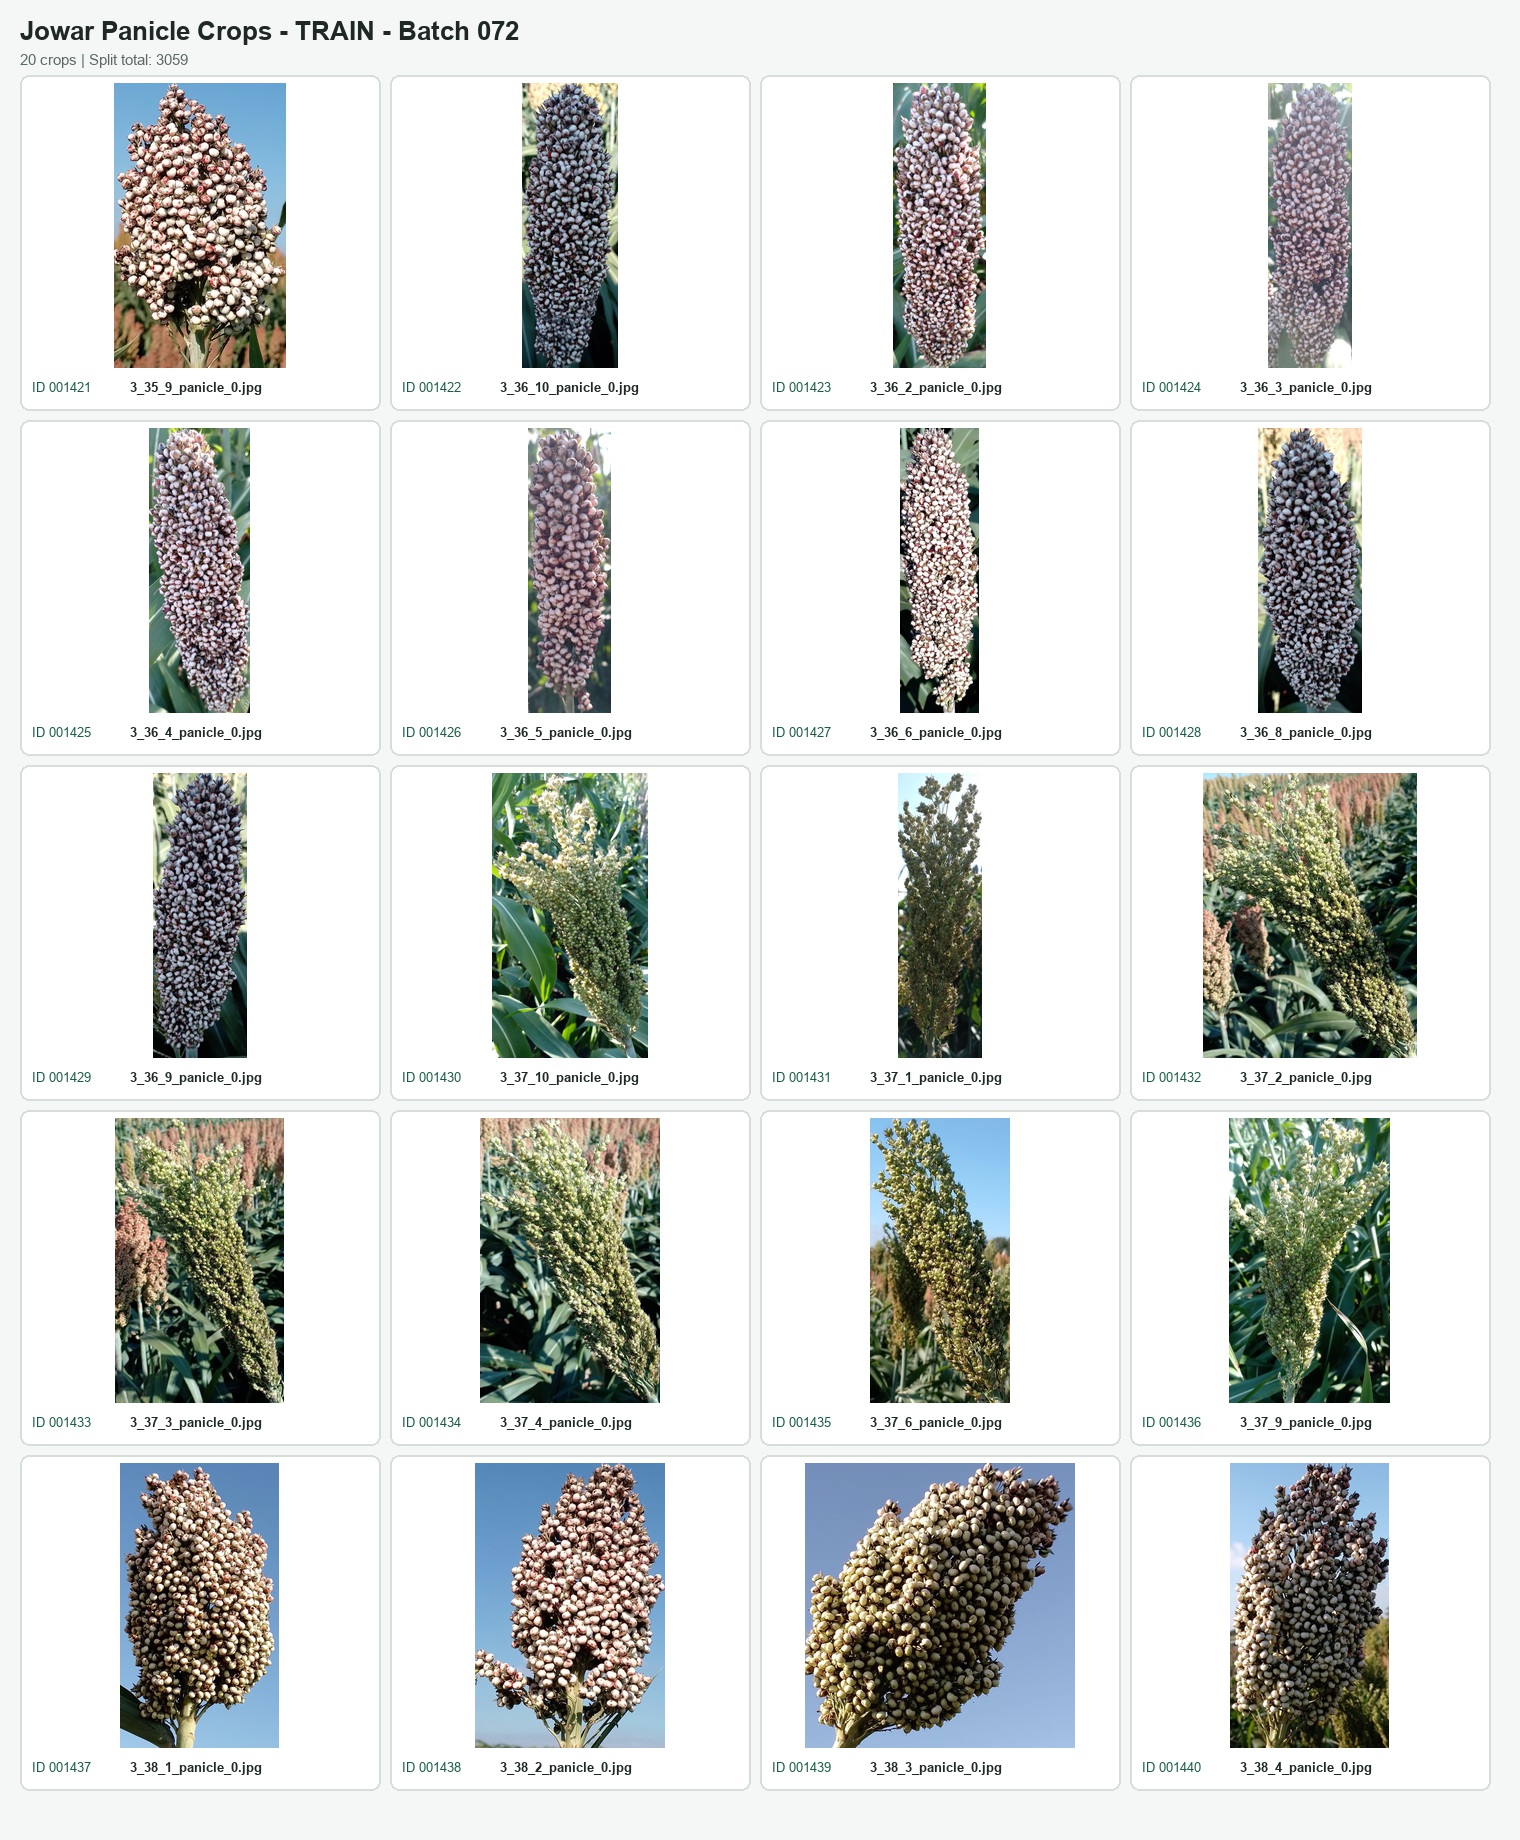 Jowar Panicle Crops - TRAIN - Batch 072
20 crops | Split total: 3059
ID 001421 3_35_9_panicle_0.jpg
ID 001422 3_36_10_panicle_0.jpg
ID 001423 3_36_2_panicle_0.jpg
ID 001424 3_36_3_panicle_0.jpg
ID 001425 3_36_4_panicle_0.jpg
ID 001426 3_36_5_panicle_0.jpg
ID 001427 3_36_6_panicle_0.jpg
ID 001428 3_36_8_panicle_0.jpg
ID 001429 3_36_9_panicle_0.jpg
ID 001430 3_37_10_panicle_0.jpg
ID 001431 3_37_1_panicle_0.jpg
ID 001432 3_37_2_panicle_0.jpg
ID 001433 3_37_3_panicle_0.jpg
ID 001434 3_37_4_panicle_0.jpg
ID 001435 3_37_6_panicle_0.jpg
ID 001436 3_37_9_panicle_0.jpg
ID 001437 3_38_1_panicle_0.jpg
ID 001438 3_38_2_panicle_0.jpg
ID 001439 3_38_3_panicle_0.jpg
ID 001440 3_38_4_panicle_0.jpg